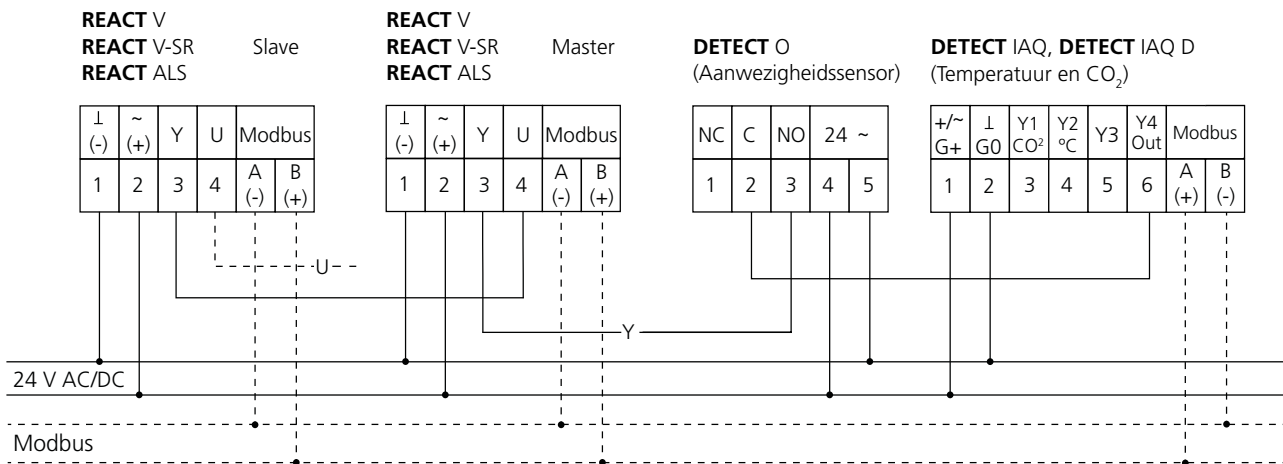 REACT V
REACT V-SR Slave
REACT ALS
⊥ ~ Y U Modbus
(-) (+)
1 2 3 4 A B
(-) (+)
REACT V
REACT V-SR Master
REACT ALS
⊥ ~ Y U Modbus
(-) (+)
1 2 3 4 A B
(-) (+)
DETECT O
(Aanwezigheidssensor)
NC C NO 24 ~
1 2 3 4 5
DETECT IAQ, DETECT IAQ D
(Temperatuur en CO₂)
+/~ ⊥ Y1 Y2 Y3 Y4 Modbus
G+ G0 CO² ºC Out
1 2 3 4 5 6 A B
(+) (-)
U
Y
24 V AC/DC
Modbus